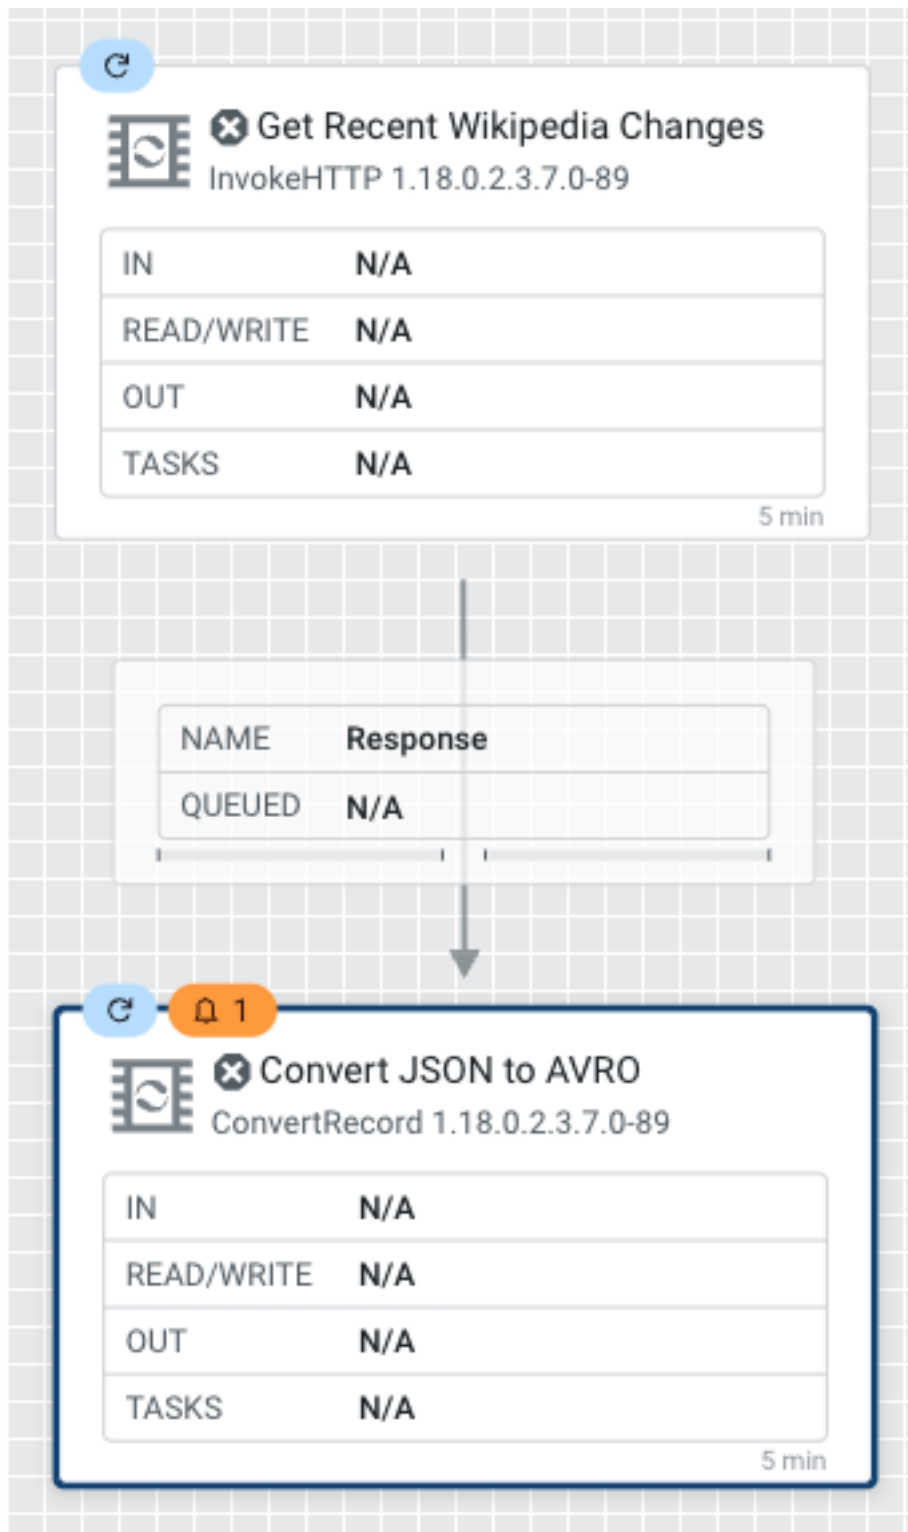 Get Recent Wikipedia Changes
InvokeHTTP 1.18.0.2.3.7.0-89
IN N/A
READ/WRITE N/A
OUT N/A
TASKS N/A
5 min
NAME Response
QUEUED N/A
1
Convert JSON to AVRO
ConvertRecord 1.18.0.2.3.7.0-89
IN N/A
READ/WRITE N/A
OUT N/A
TASKS N/A
5 min